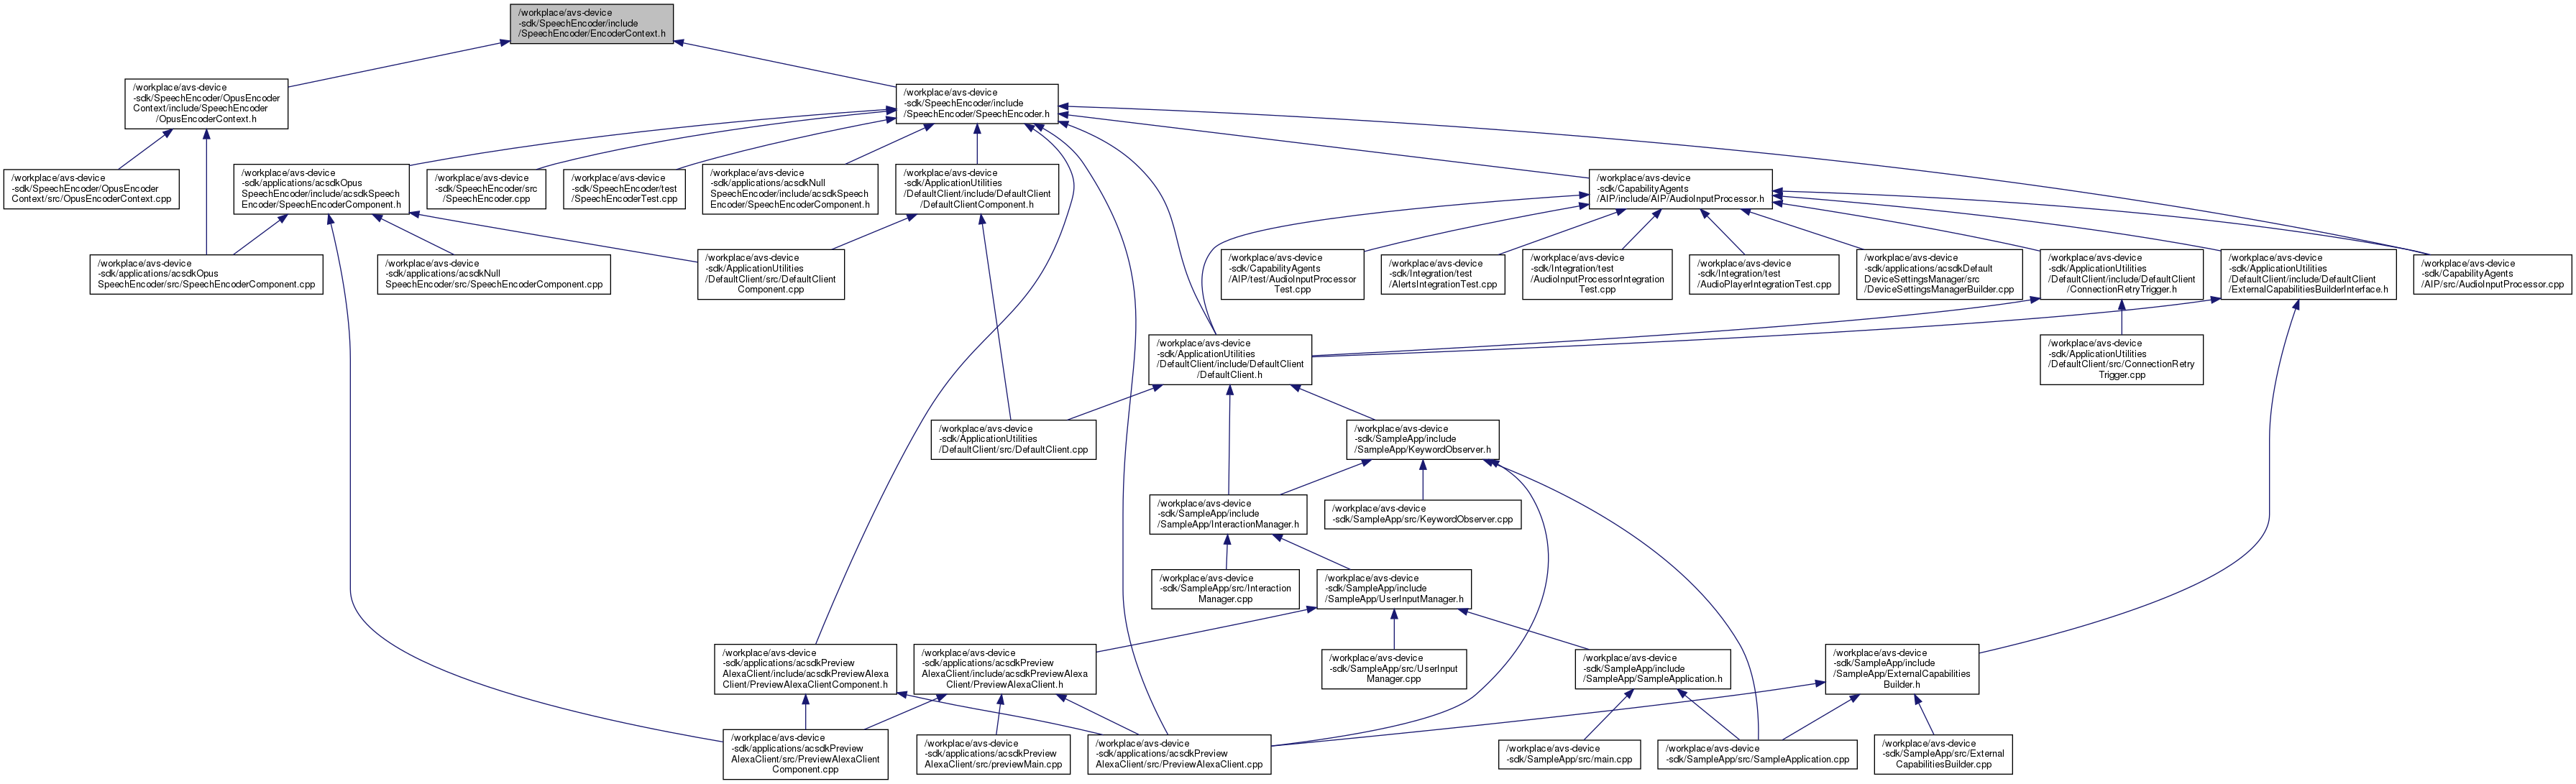 /workplace/avs-device
-sdk/SpeechEncoder/include
/SpeechEncoder/EncoderContext.h
/workplace/avs-device
-sdk/SpeechEncoder/OpusEncoder
Context/include/SpeechEncoder
/OpusEncoderContext.h
/workplace/avs-device
-sdk/SpeechEncoder/include
/SpeechEncoder/SpeechEncoder.h
/workplace/avs-device
-sdk/SpeechEncoder/OpusEncoder
Context/src/OpusEncoderContext.cpp
/workplace/avs-device
-sdk/applications/acsdkOpus
SpeechEncoder/include/acsdkSpeech
Encoder/SpeechEncoderComponent.h
/workplace/avs-device
-sdk/SpeechEncoder/src
/SpeechEncoder.cpp
/workplace/avs-device
-sdk/SpeechEncoder/test
/SpeechEncoderTest.cpp
/workplace/avs-device
-sdk/applications/acsdkNull
SpeechEncoder/include/acsdkSpeech
Encoder/SpeechEncoderComponent.h
/workplace/avs-device
-sdk/ApplicationUtilities
/DefaultClient/include/DefaultClient
/DefaultClientComponent.h
/workplace/avs-device
-sdk/CapabilityAgents
/AIP/include/AIP/AudioInputProcessor.h
/workplace/avs-device
-sdk/applications/acsdkOpus
SpeechEncoder/src/SpeechEncoderComponent.cpp
/workplace/avs-device
-sdk/applications/acsdkNull
SpeechEncoder/src/SpeechEncoderComponent.cpp
/workplace/avs-device
-sdk/ApplicationUtilities
/DefaultClient/src/DefaultClient
Component.cpp
/workplace/avs-device
-sdk/CapabilityAgents
/AIP/test/AudioInputProcessor
Test.cpp
/workplace/avs-device
-sdk/Integration/test
/AlertsIntegrationTest.cpp
/workplace/avs-device
-sdk/Integration/test
/AudioInputProcessorIntegration
Test.cpp
/workplace/avs-device
-sdk/Integration/test
/AudioPlayerIntegrationTest.cpp
/workplace/avs-device
-sdk/applications/acsdkDefault
DeviceSettingsManager/src
/DeviceSettingsManagerBuilder.cpp
/workplace/avs-device
-sdk/ApplicationUtilities
/DefaultClient/include/DefaultClient
/ConnectionRetryTrigger.h
/workplace/avs-device
-sdk/ApplicationUtilities
/DefaultClient/include/DefaultClient
/ExternalCapabilitiesBuilderInterface.h
/workplace/avs-device
-sdk/CapabilityAgents
/AIP/src/AudioInputProcessor.cpp
/workplace/avs-device
-sdk/ApplicationUtilities
/DefaultClient/include/DefaultClient
/DefaultClient.h
/workplace/avs-device
-sdk/ApplicationUtilities
/DefaultClient/src/ConnectionRetry
Trigger.cpp
/workplace/avs-device
-sdk/ApplicationUtilities
/DefaultClient/src/DefaultClient.cpp
/workplace/avs-device
-sdk/SampleApp/include
/SampleApp/KeywordObserver.h
/workplace/avs-device
-sdk/SampleApp/include
/SampleApp/InteractionManager.h
/workplace/avs-device
-sdk/SampleApp/src/KeywordObserver.cpp
/workplace/avs-device
-sdk/SampleApp/src/Interaction
Manager.cpp
/workplace/avs-device
-sdk/SampleApp/include
/SampleApp/UserInputManager.h
/workplace/avs-device
-sdk/applications/acsdkPreview
AlexaClient/include/acsdkPreviewAlexa
Client/PreviewAlexaClientComponent.h
/workplace/avs-device
-sdk/applications/acsdkPreview
AlexaClient/include/acsdkPreviewAlexa
Client/PreviewAlexaClient.h
/workplace/avs-device
-sdk/SampleApp/src/UserInput
Manager.cpp
/workplace/avs-device
-sdk/SampleApp/include
/SampleApp/SampleApplication.h
/workplace/avs-device
-sdk/SampleApp/include
/SampleApp/ExternalCapabilities
Builder.h
/workplace/avs-device
-sdk/applications/acsdkPreview
AlexaClient/src/PreviewAlexaClient
Component.cpp
/workplace/avs-device
-sdk/applications/acsdkPreview
AlexaClient/src/previewMain.cpp
/workplace/avs-device
-sdk/applications/acsdkPreview
AlexaClient/src/PreviewAlexaClient.cpp
/workplace/avs-device
-sdk/SampleApp/src/main.cpp
/workplace/avs-device
-sdk/SampleApp/src/SampleApplication.cpp
/workplace/avs-device
-sdk/SampleApp/src/External
CapabilitiesBuilder.cpp